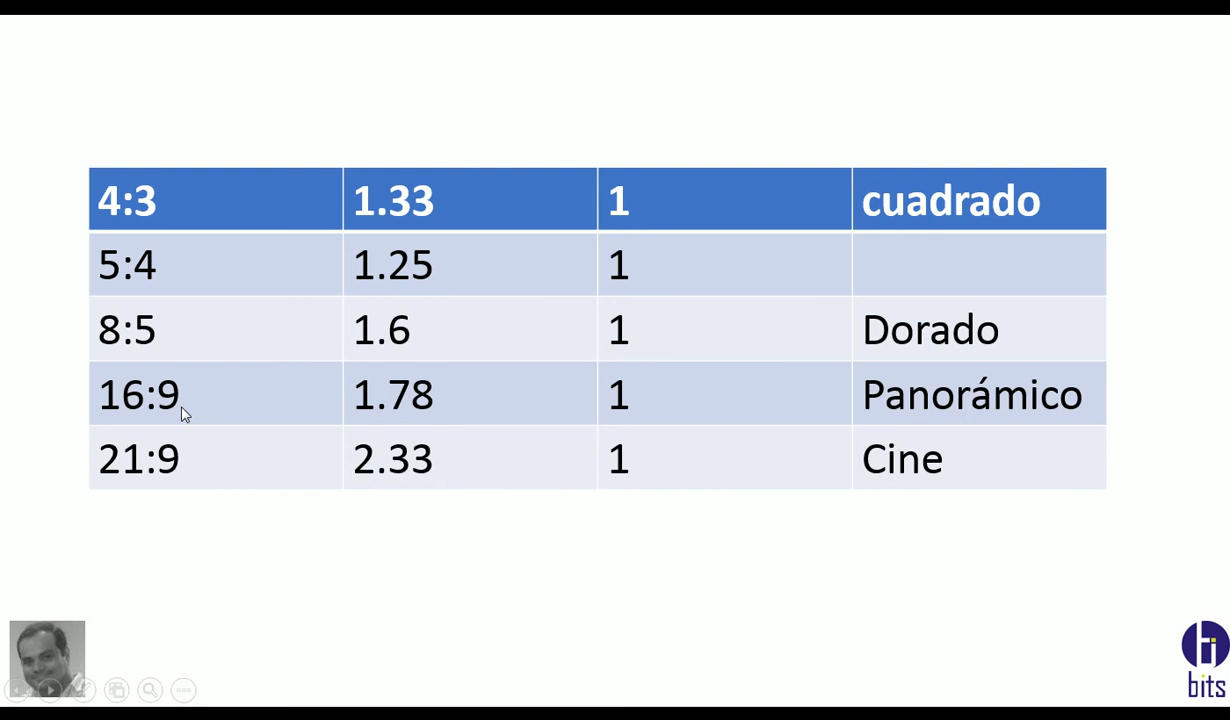 4:3 1.33 1 cuadrado
5:4 1.25 1
8:5 1.6 1 Dorado
16:9 1.78 1 Panorámico
21:9 2.33 1 Cine
hi
bits